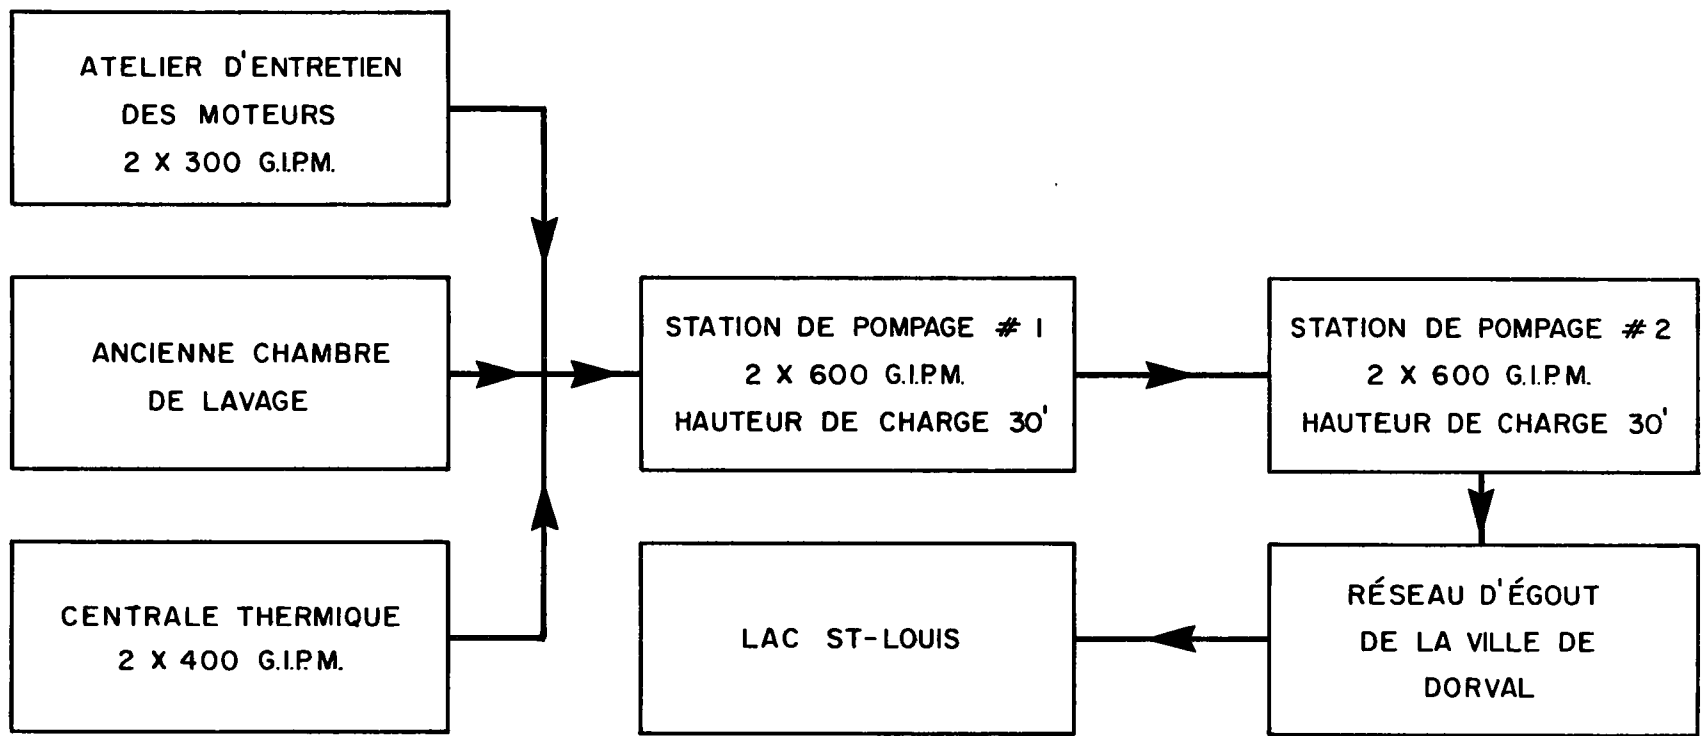 ATELIER D'ENTRETIEN
DES MOTEURS
2 X 300 G.I.P.M.
ANCIENNE CHAMBRE
DE LAVAGE
CENTRALE THERMIQUE
2 X 400 G.I.P.M.
STATION DE POMPAGE # 1
2 X 600 G.I.P.M.
HAUTEUR DE CHARGE 30'
STATION DE POMPAGE # 2
2 X 600 G.I.P.M.
HAUTEUR DE CHARGE 30'
LAC ST-LOUIS
RÉSEAU D'ÉGOUT
DE LA VILLE DE
DORVAL